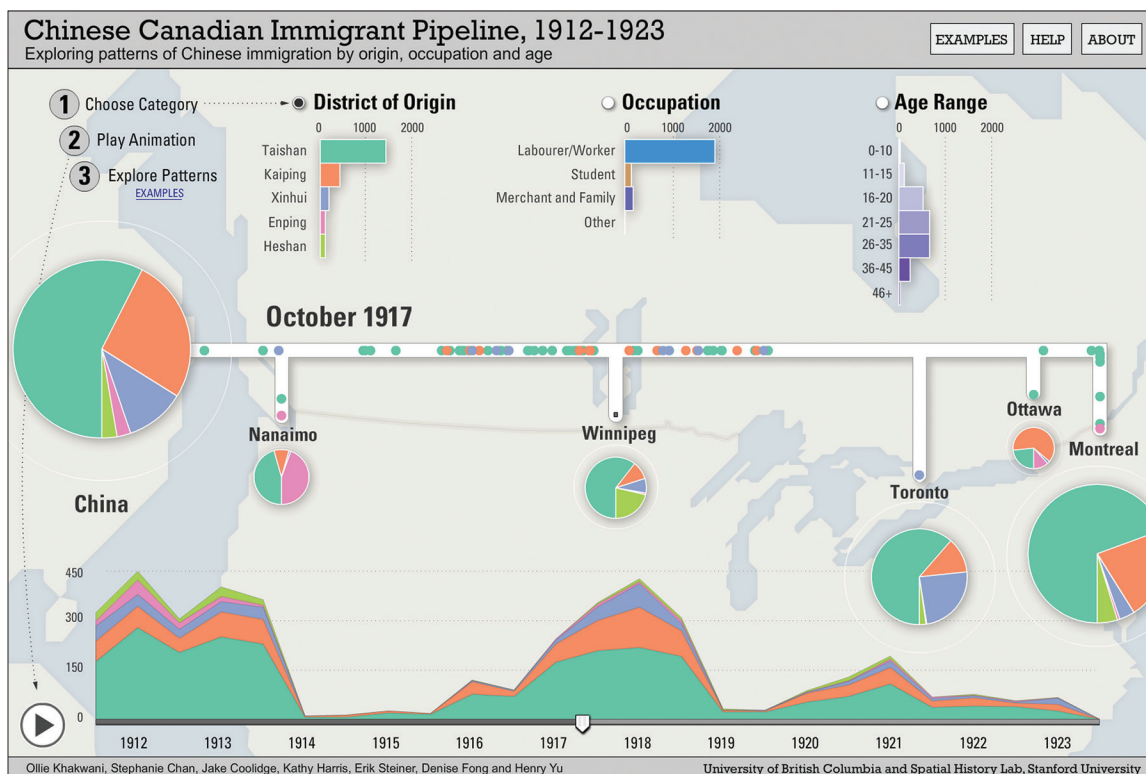 Chinese Canadian Immigrant Pipeline, 1912-1923
Exploring patterns of Chinese immigration by origin, occupation and age
EXAMPLES
HELP
ABOUT
1 Choose Category
2 Play Animation
3 Explore Patterns
EXAMPLES
District of Origin
0 1000 2000
Taishan
Kaiping
Xinhui
Enping
Heshan
Occupation
0 1000 2000
Labourer/Worker
Student
Merchant and Family
Other
Age Range
0 1000 2000
0-10
11-15
16-20
21-25
26-35
36-45
46+
October 1917
China
Nanaimo
Winnipeg
Toronto
Ottawa
Montreal
450
300
150
0
1912 1913 1914 1915 1916 1917 1918 1919 1920 1921 1922 1923
Ollie Khakwani, Stephanie Chan, Jake Coolidge, Kathy Harris, Erik Steiner, Denise Fong and Henry Yu
University of British Columbia and Spatial History Lab, Stanford University